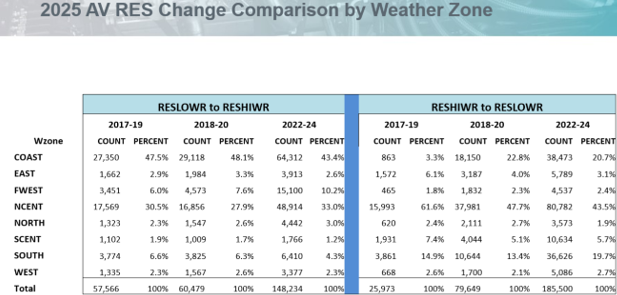 2025 AV RES Change Comparison by Weather Zone
RESLOWR to RESHIWR RESHIWR to RESLOWR
2017-19 2018-20 2022-24 2017-19 2018-20 2022-24
Wzone COUNT PERCENT COUNT PERCENT COUNT PERCENT COUNT PERCENT COUNT PERCENT COUNT PERCENT
COAST 27,350 47.5% 29,118 48.1% 64,312 43.4% 863 3.3% 18,150 22.8% 38,473 20.7%
EAST 1,662 2.9% 1,984 3.3% 3,913 2.6% 1,572 6.1% 3,187 4.0% 5,789 3.1%
FWEST 3,451 6.0% 4,573 7.6% 15,100 10.2% 465 1.8% 1,832 2.3% 4,537 2.4%
NCENT 17,569 30.5% 16,856 27.9% 48,914 33.0% 15,993 61.6% 37,981 47.7% 80,782 43.5%
NORTH 1,323 2.3% 1,547 2.6% 4,442 3.0% 620 2.4% 2,111 2.7% 3,573 1.9%
SCENT 1,102 1.9% 1,009 1.7% 1,766 1.2% 1,931 7.4% 4,044 5.1% 10,634 5.7%
SOUTH 3,774 6.6% 3,825 6.3% 6,410 4.3% 3,861 14.9% 10,644 13.4% 36,626 19.7%
WEST 1,335 2.3% 1,567 2.6% 3,377 2.3% 668 2.6% 1,700 2.1% 5,086 2.7%
Total 57,566 100% 60,479 100% 148,234 100% 25,973 100% 79,649 100% 185,500 100%